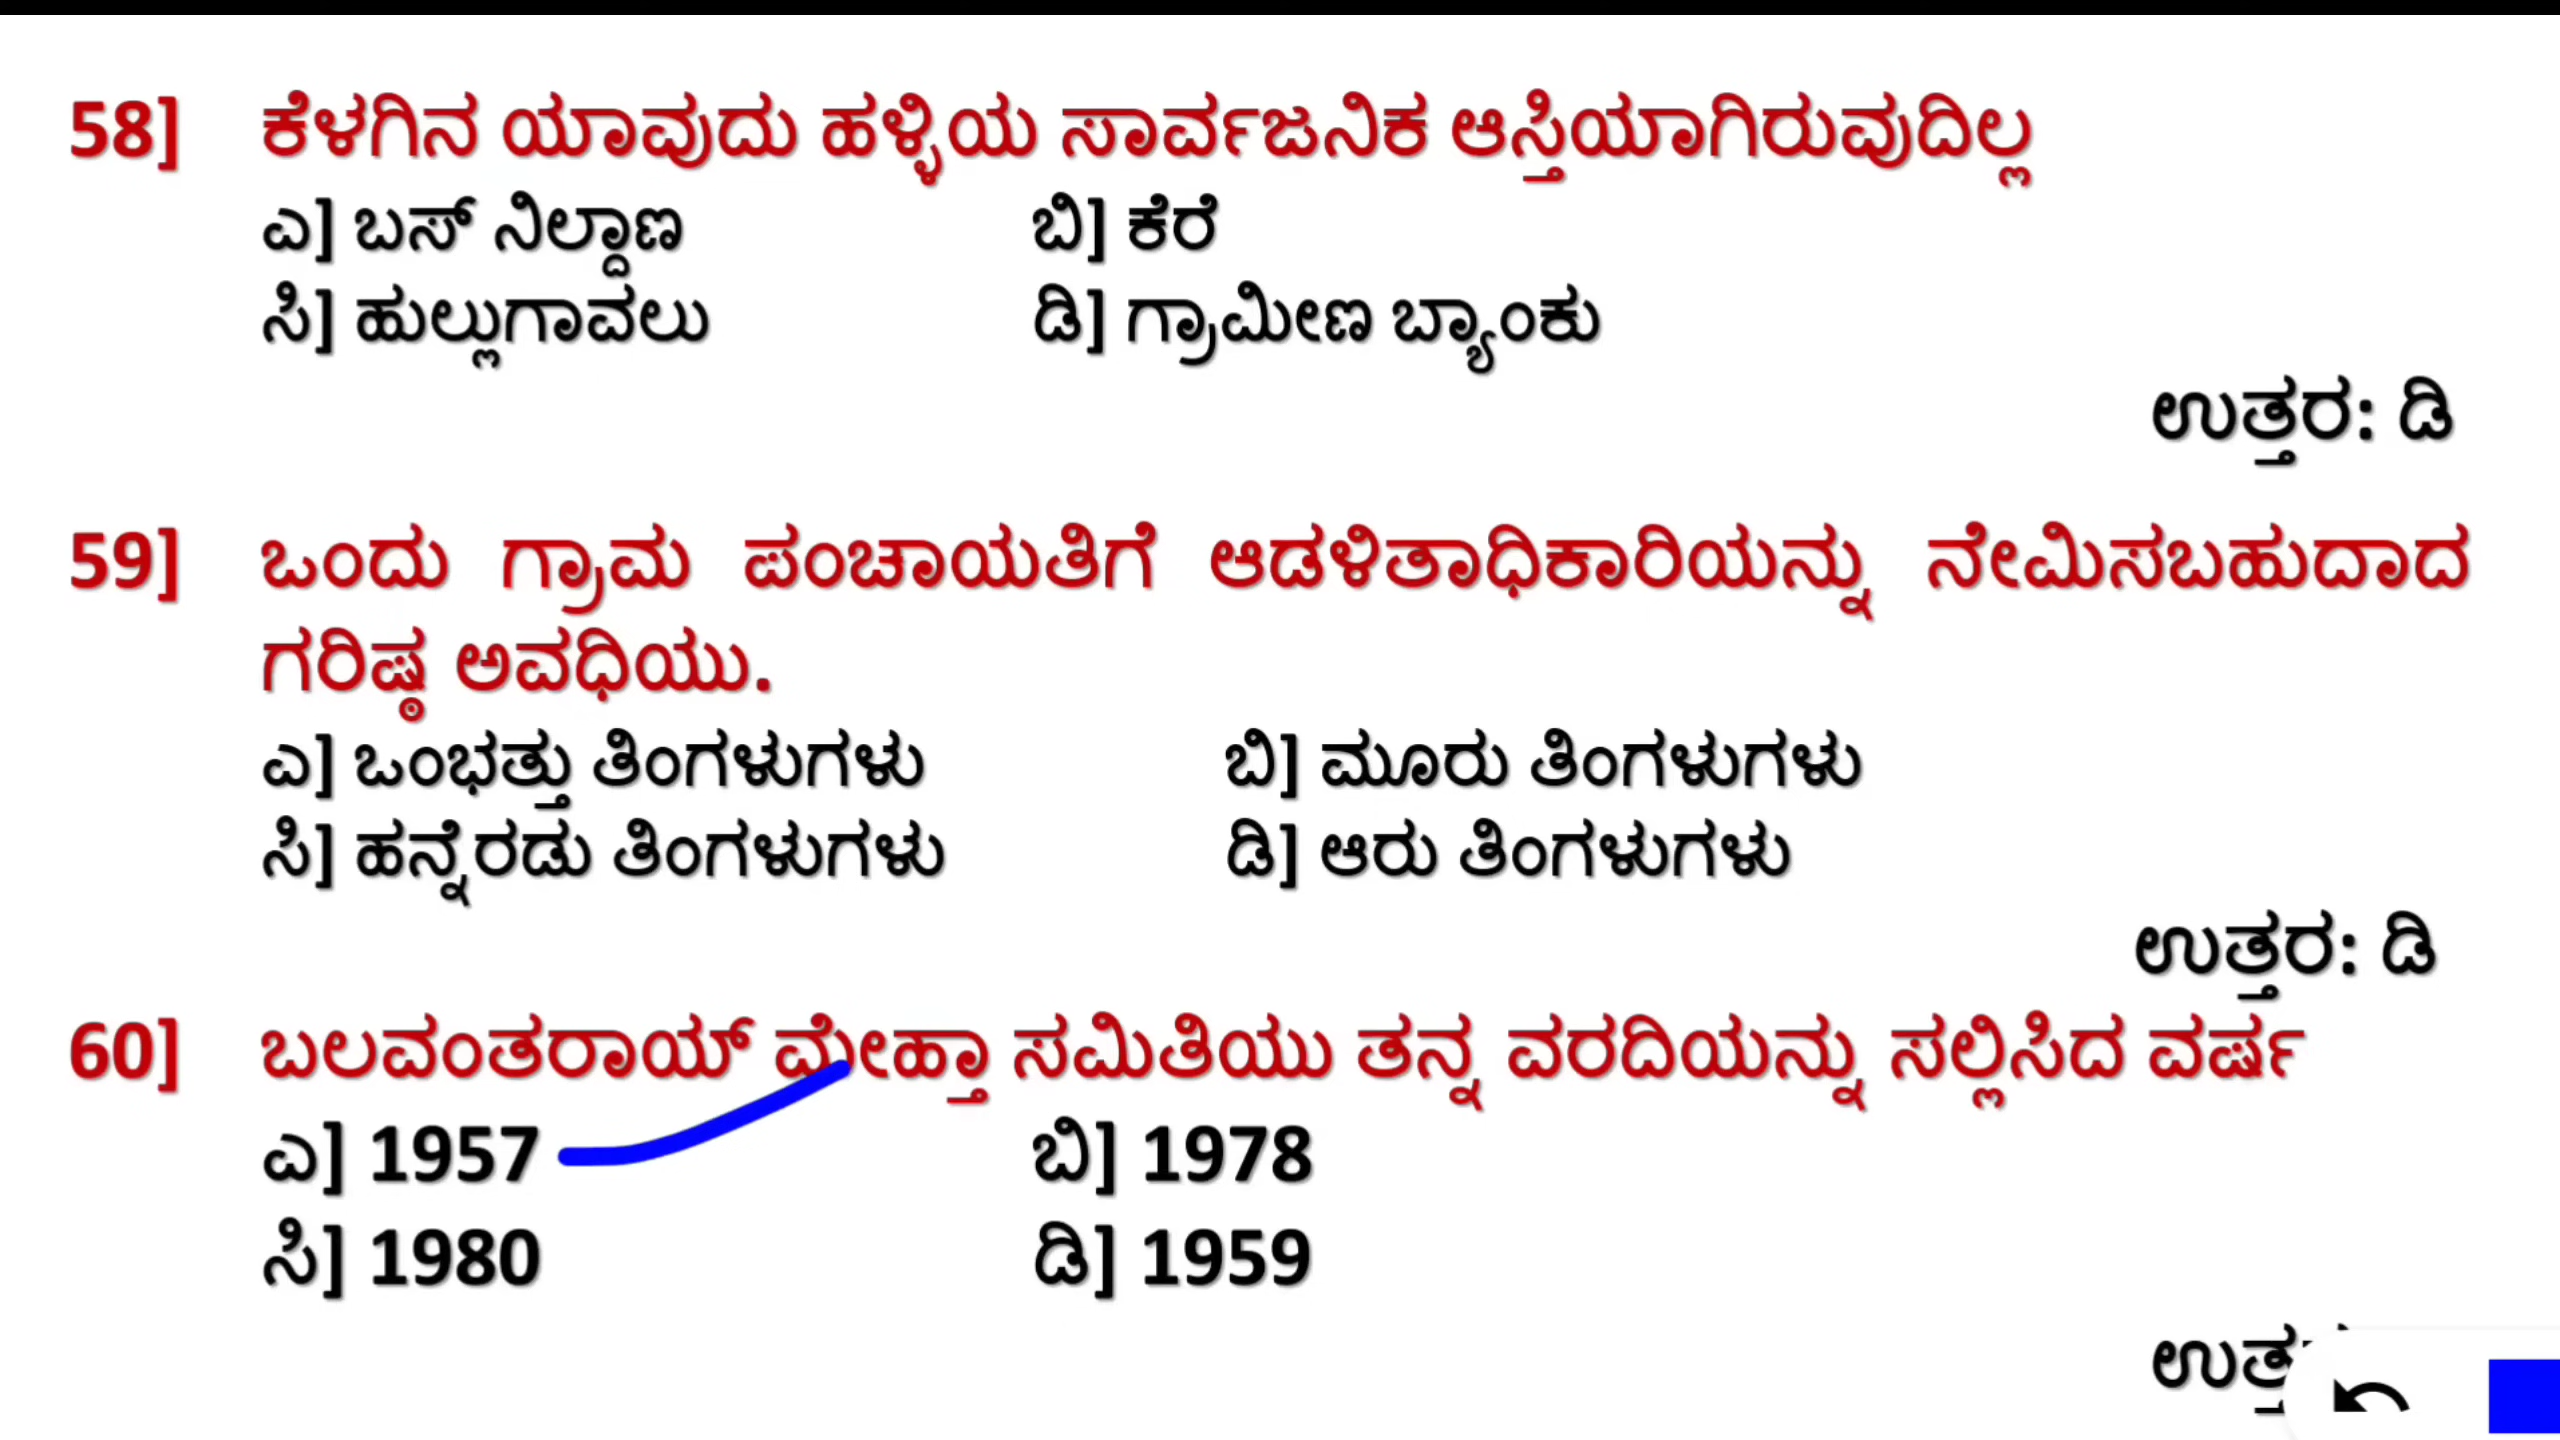 58] ಕೆಳಗಿನ ಯಾವುದು ಹಳ್ಳಿಯ ಸಾರ್ವಜನಿಕ ಆಸ್ತಿಯಾಗಿರುವುದಿಲ್ಲ
ಎ] ಬಸ್ ನಿಲ್ದಾಣ ಬಿ] ಕೆರೆ
ಸಿ] ಹುಲ್ಲುಗಾವಲು ಡಿ] ಗ್ರಾಮೀಣ ಬ್ಯಾಂಕು
ಉತ್ತರ: ಡಿ
59] ಒಂದು ಗ್ರಾಮ ಪಂಚಾಯತಿಗೆ ಆಡಳಿತಾಧಿಕಾರಿಯನ್ನು ನೇಮಿಸಬಹುದಾದ
ಗರಿಷ್ಠ ಅವಧಿಯು.
ಎ] ಒಂಭತ್ತು ತಿಂಗಳುಗಳು ಬಿ] ಮೂರು ತಿಂಗಳುಗಳು
ಸಿ] ಹನ್ನೆರಡು ತಿಂಗಳುಗಳು ಡಿ] ಆರು ತಿಂಗಳುಗಳು
ಉತ್ತರ: ಡಿ
60] ಬಲವಂತರಾಯ್ ಮೇಹ್ತಾ ಸಮಿತಿಯು ತನ್ನ ವರದಿಯನ್ನು ಸಲ್ಲಿಸಿದ ವರ್ಷ
ಎ] 1957 ಬಿ] 1978
ಸಿ] 1980 ಡಿ] 1959